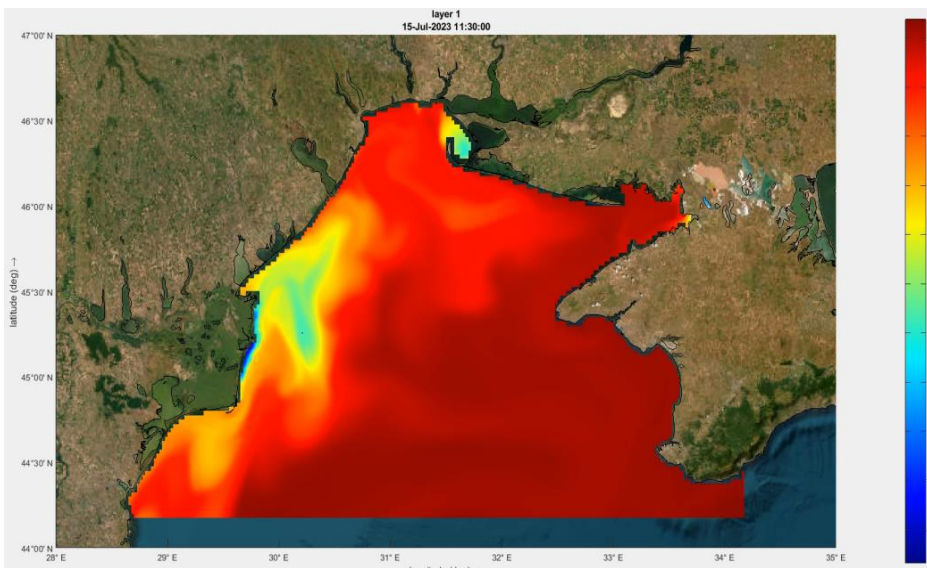 layer 1
15-Jul-2023 11:30:00
47°00' N
46°30' N
46°00' N
45°30' N
45°00' N
44°30' N
44°00' N
latitude (deg) →
28° E
29° E
30° E
31° E
32° E
33° E
34° E
35° E